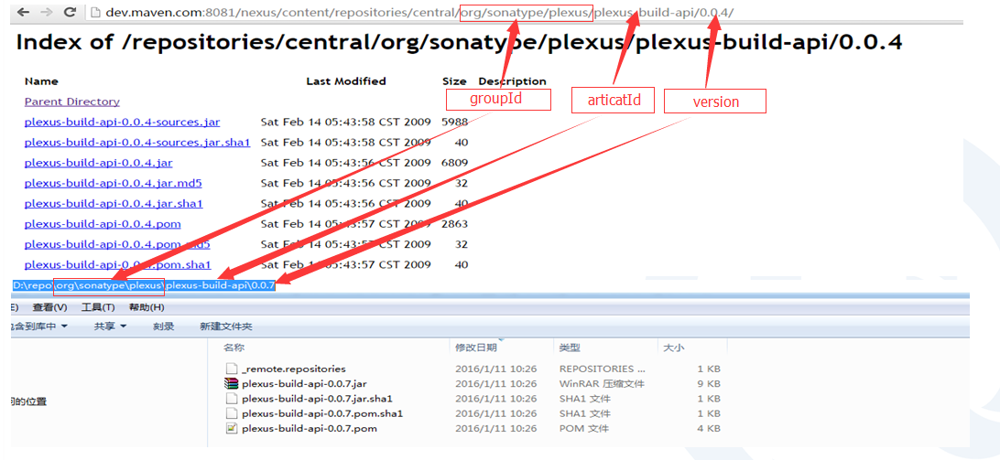 dev.maven.com:8081/nexus/content/repositories/central/org/sonatype/plexus/plexus-build-api/0.0.4/
Index of /repositories/central/org/sonatype/plexus/plexus-build-api/0.0.4
Name Last Modified Size Description
groupId articatId version
Parent Directory
plexus-build-api-0.0.4-sources.jar Sat Feb 14 05:43:58 CST 2009 5988
plexus-build-api-0.0.4-sources.jar.sha1 Sat Feb 14 05:43:58 CST 2009 40
plexus-build-api-0.0.4.jar Sat Feb 14 05:43:56 CST 2009 6809
plexus-build-api-0.0.4.jar.md5 Sat Feb 14 05:43:56 CST 2009 32
plexus-build-api-0.0.4.jar.sha1 Sat Feb 14 05:43:56 CST 2009 40
plexus-build-api-0.0.4.pom Sat Feb 14 05:43:57 CST 2009 2863
plexus-build-api-0.0.4.pom.md5 Sat Feb 14 05:43:57 CST 2009 32
plexus-build-api-0.0.4.pom.sha1 Sat Feb 14 05:43:57 CST 2009 40
D:\repo\org\sonatype\plexus\plexus-build-api\0.0.7
E) 查看(V) 工具(T) 帮助(H)
包含到库中 共享 刻录 新建文件夹
名称 修改日期 类型 大小
_remote.repositories 2016/1/11 10:26 REPOSITORIES ... 1 KB
plexus-build-api-0.0.7.jar 2016/1/11 10:26 WinRAR 压缩文件 9 KB
plexus-build-api-0.0.7.jar.sha1 2016/1/11 10:26 SHA1 文件 1 KB
plexus-build-api-0.0.7.pom.sha1 2016/1/11 10:26 SHA1 文件 1 KB
plexus-build-api-0.0.7.pom 2016/1/11 10:26 POM 文件 4 KB
问的位置